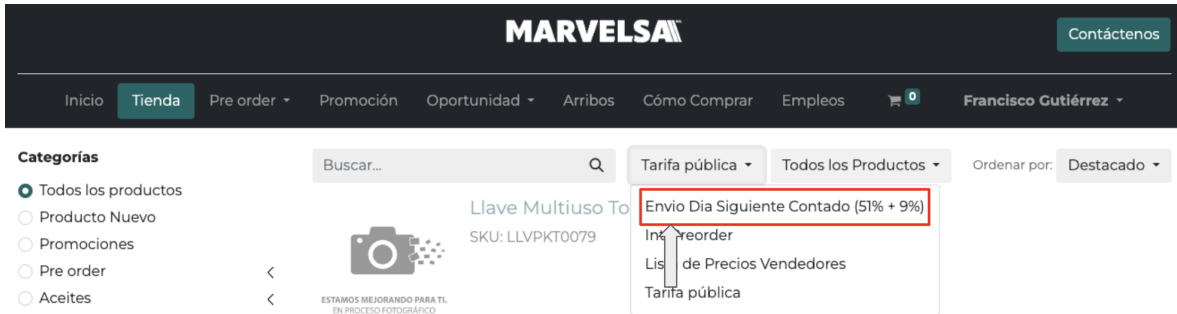 MARVELSA
Contáctenos
Inicio Tienda Pre order Promoción Oportunidad Arribos Cómo Comprar Empleos 0 Francisco Gutiérrez
Categorías
Buscar... Tarifa pública Todos los Productos Ordenar por: Destacado
Todos los productos
Producto Nuevo
Promociones
Pre order
Aceites
Llave Multiuso To
SKU: LLVPKT0079
ESTAMOS MEJORANDO PARA TI.
EN PROCESO FOTOGRÁFICO
Envio Dia Siguiente Contado (51% + 9%)
de Precios Vendedores
Tarifa pública